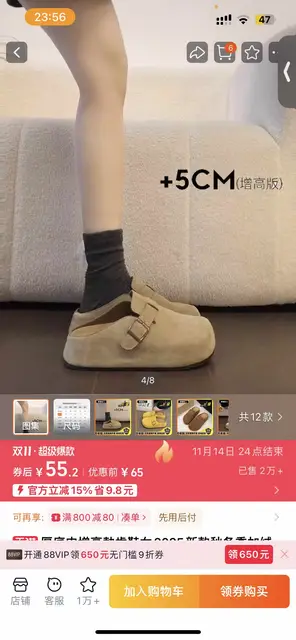 23:56
47
6
+5CM(增高版)
4/8
图集
尺码
共12款
双11·超级爆款
11月14日 24点结束
券后¥55.2
优惠前¥65
已售 2万+
官方立减15% 省9.8元
可再享:
满800减80
凑单
先用后付
88VIP
开通88VIP领650元无门槛9折券
领650元
店铺
客服
1万+
加入购物车
领券购买